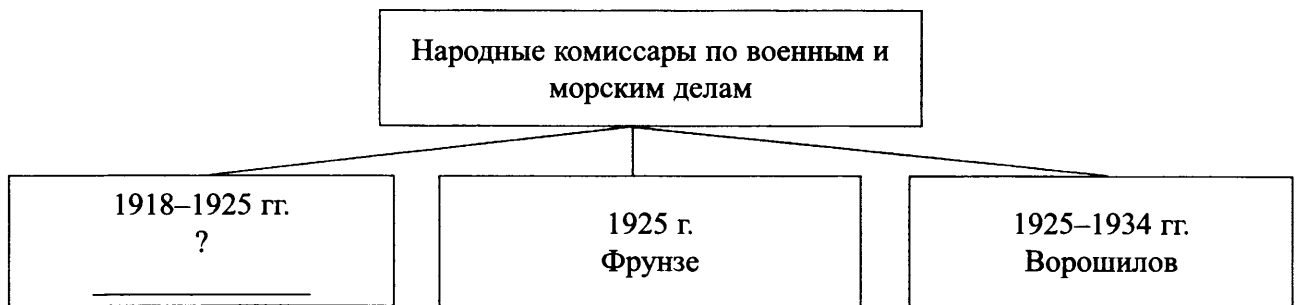 Народные комиссары по военным и
морским делам
1918–1925 гг.
?
1925 г.
Фрунзе
1925–1934 гг.
Ворошилов